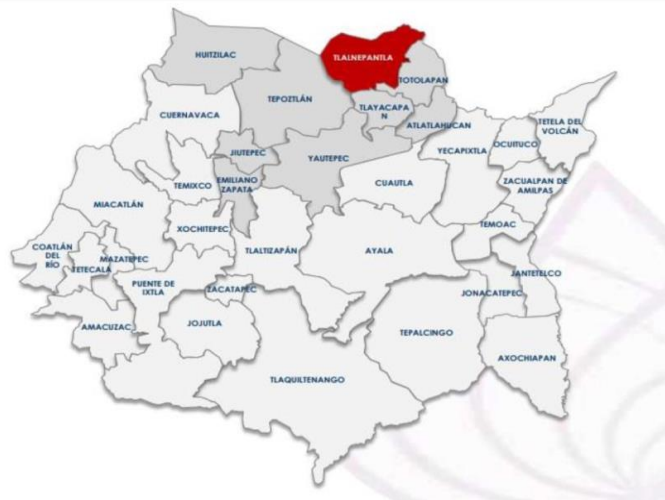 HUITZILAC
TLALNEPANTLA
TOTOLAPAN
TEPOZTLÁN
TLAYACAPA
N
CUERNAVACA
ATLATLAHUCAN
TETELA DEL
VOLCÁN
JIUTEPEC
YAUTEPEC
YECAPIXTLA
OCUITUCO
TEMIXCO
EMILIANO
ZAPATA
CUAUTLA
ZACUALPAN DE
AMILPAS
MIACATLÁN
XOCHITEPEC
TEMOAC
COATLÁN
DEL
RÍO
MAZATEPEC
TETECALA
TLALTIZAPÁN
AYALA
JANTETELCO
PUENTE DE
IXTLA
ZACATAPEC
JONACATEPEC
AMACUZAC
JOJUTLA
TEPALCINGO
AXOCHIAPAN
TLAQUILTENANGO